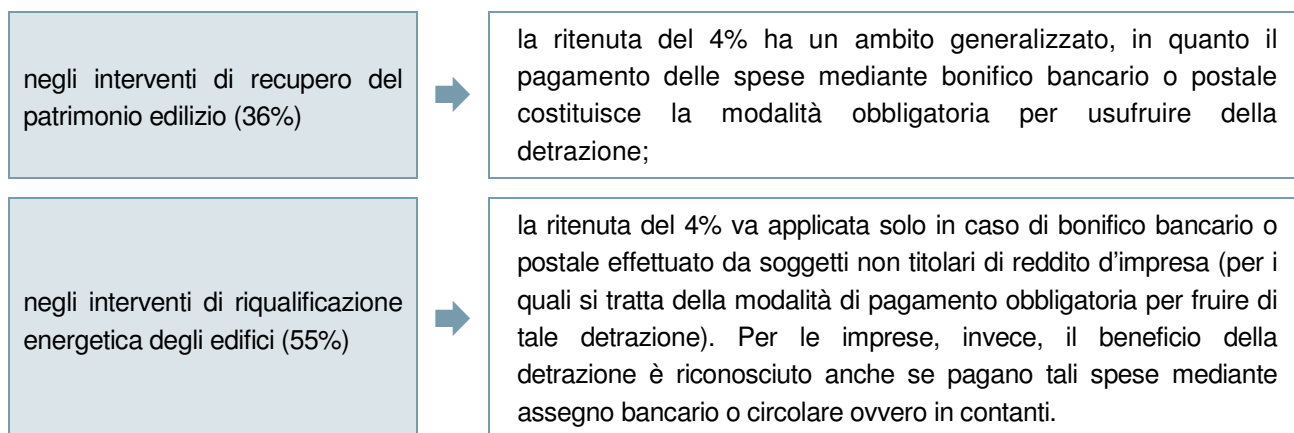 negli interventi di recupero del
patrimonio edilizio (36%)
la ritenuta del 4% ha un ambito generalizzato, in quanto il
pagamento delle spese mediante bonifico bancario o postale
costituisce la modalità obbligatoria per usufruire della
detrazione;
negli interventi di riqualificazione
energetica degli edifici (55%)
la ritenuta del 4% va applicata solo in caso di bonifico bancario o
postale effettuato da soggetti non titolari di reddito d'impresa (per i
quali si tratta della modalità di pagamento obbligatoria per fruire di
tale detrazione). Per le imprese, invece, il beneficio della
detrazione è riconosciuto anche se pagano tali spese mediante
assegno bancario o circolare ovvero in contanti.